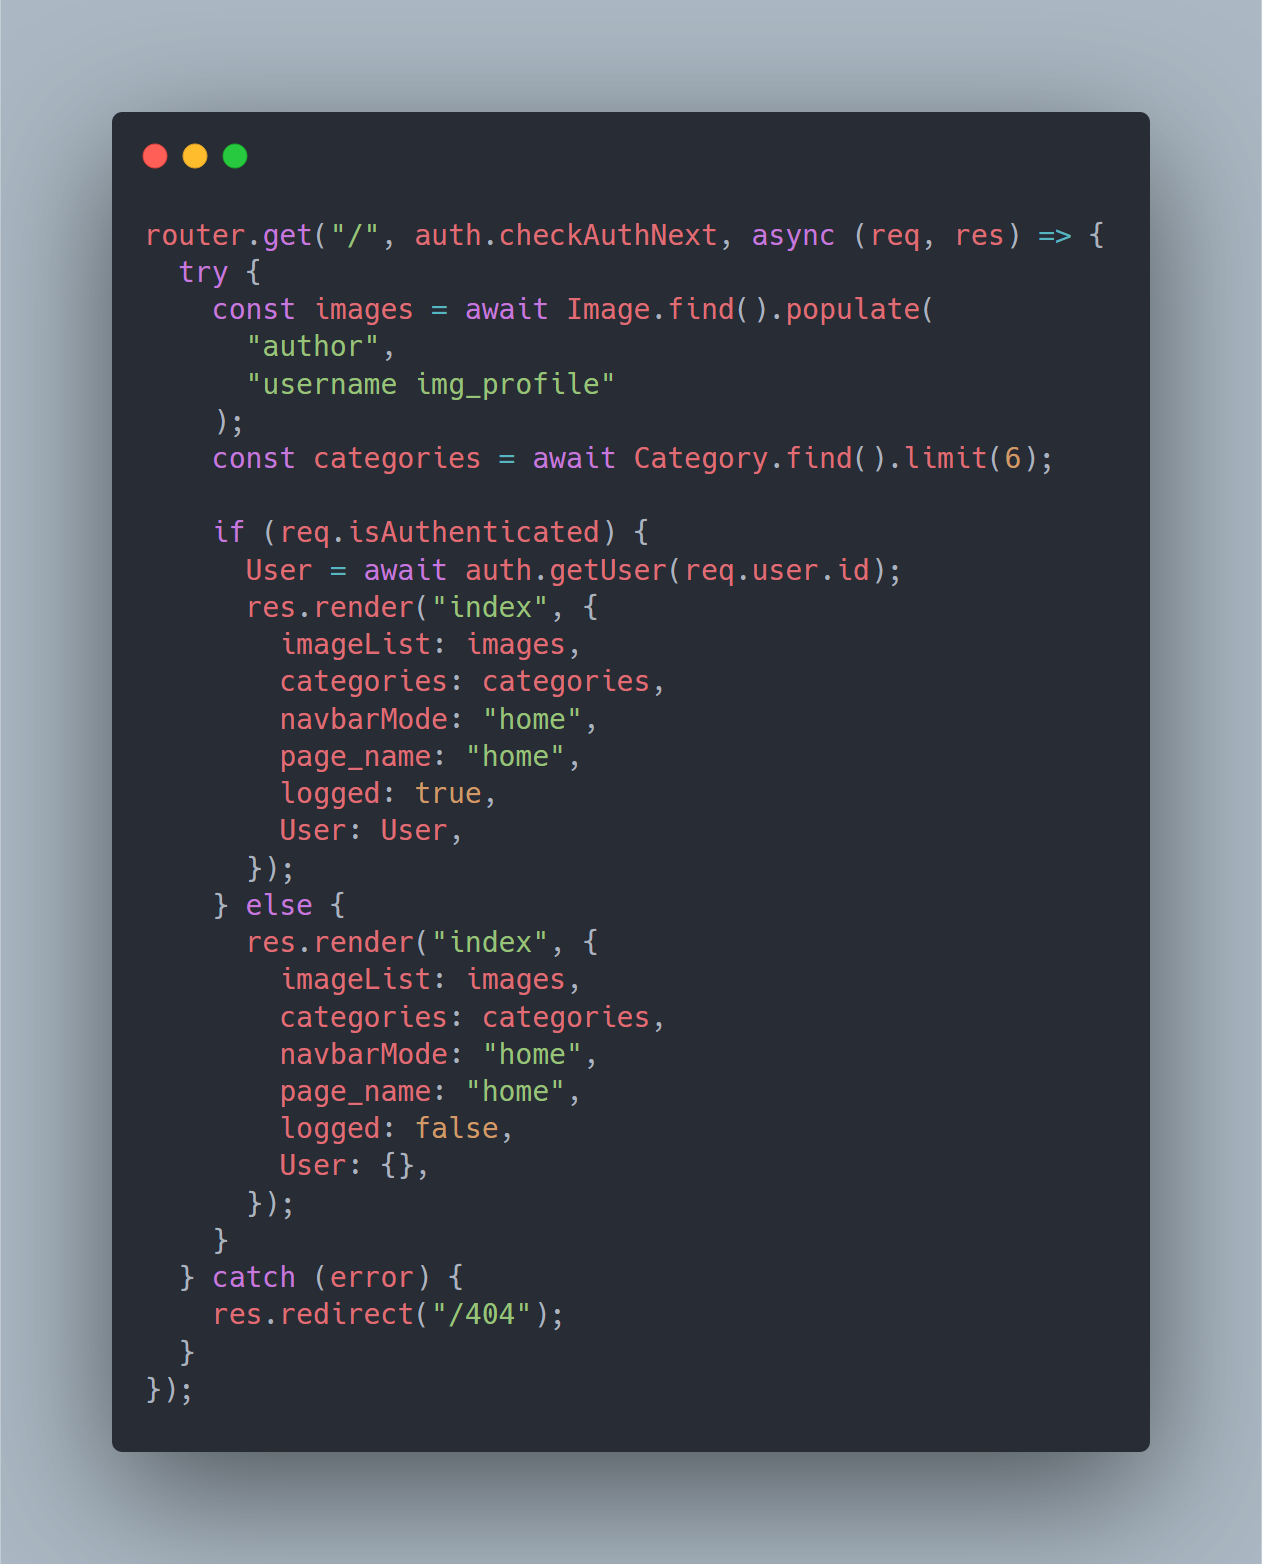 router.get("/", auth.checkAuthNext, async (req, res) => {
  try {
    const images = await Image.find().populate(
      "author",
      "username img_profile"
    );
    const categories = await Category.find().limit(6);

    if (req.isAuthenticated) {
      User = await auth.getUser(req.user.id);
      res.render("index", {
        imageList: images,
        categories: categories,
        navbarMode: "home",
        page_name: "home",
        logged: true,
        User: User,
      });
    } else {
      res.render("index", {
        imageList: images,
        categories: categories,
        navbarMode: "home",
        page_name: "home",
        logged: false,
        User: {},
      });
    }
  } catch (error) {
    res.redirect("/404");
  }
});